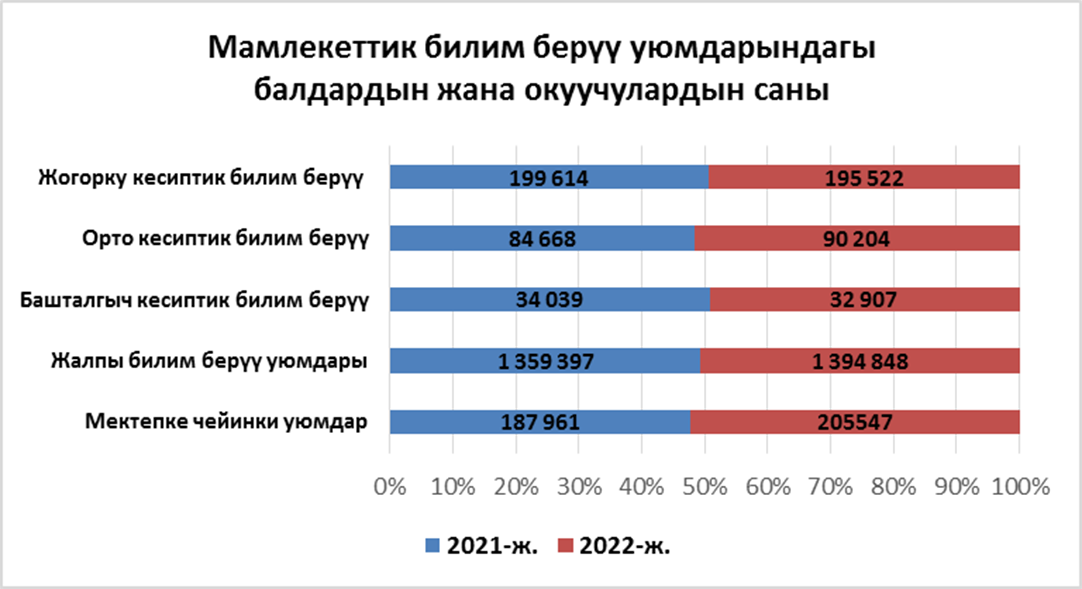 Мамлекеттик билим берүү уюмдарындагы
балдардын жана окуучулардын саны
Жогорку кесиптик билим берүү 199 614 195 522
Орто кесиптик билим берүү 84 668 90 204
Башталгыч кесиптик билим берүү 34 039 32 907
Жалпы билим берүү уюмдары 1 359 397 1 394 848
Мектепке чейинки уюмдар 187 961 205547
0% 10% 20% 30% 40% 50% 60% 70% 80% 90% 100%
2021-ж. 2022-ж.